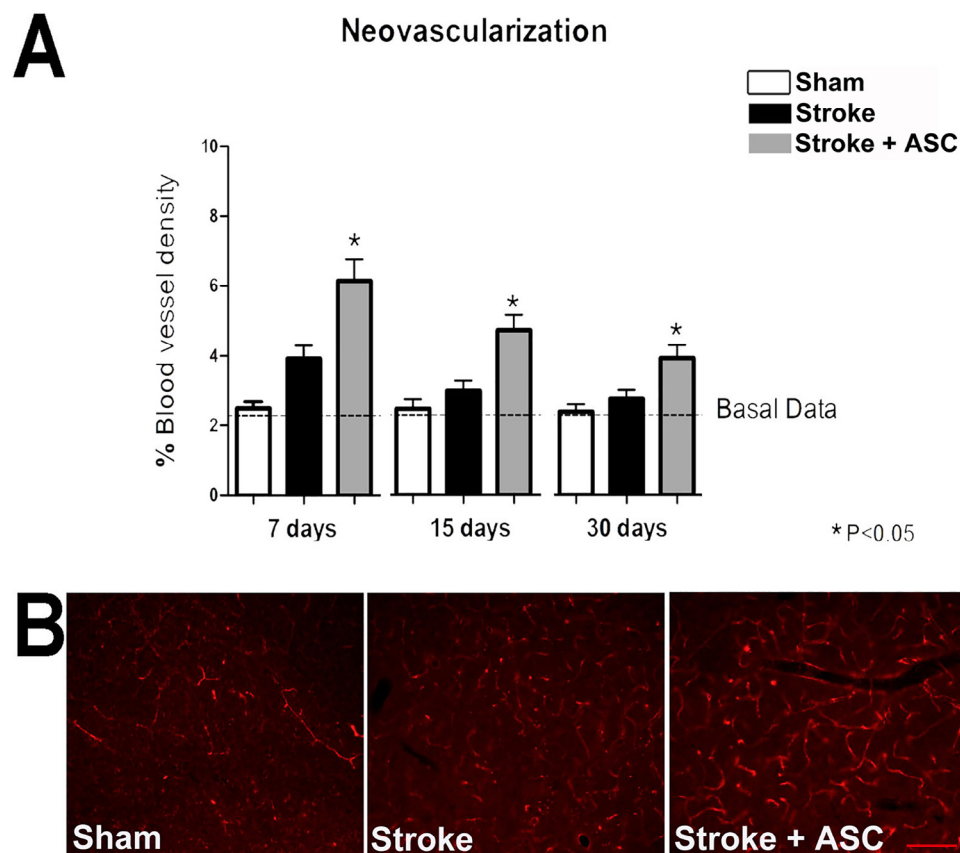 A
Neovascularization
Sham
Stroke
Stroke + ASC
% Blood vessel density
10
8
6
4
2
0
*
*
*
Basal Data
7 days
15 days
30 days
* P<0.05
B
Sham
Stroke
Stroke + ASC